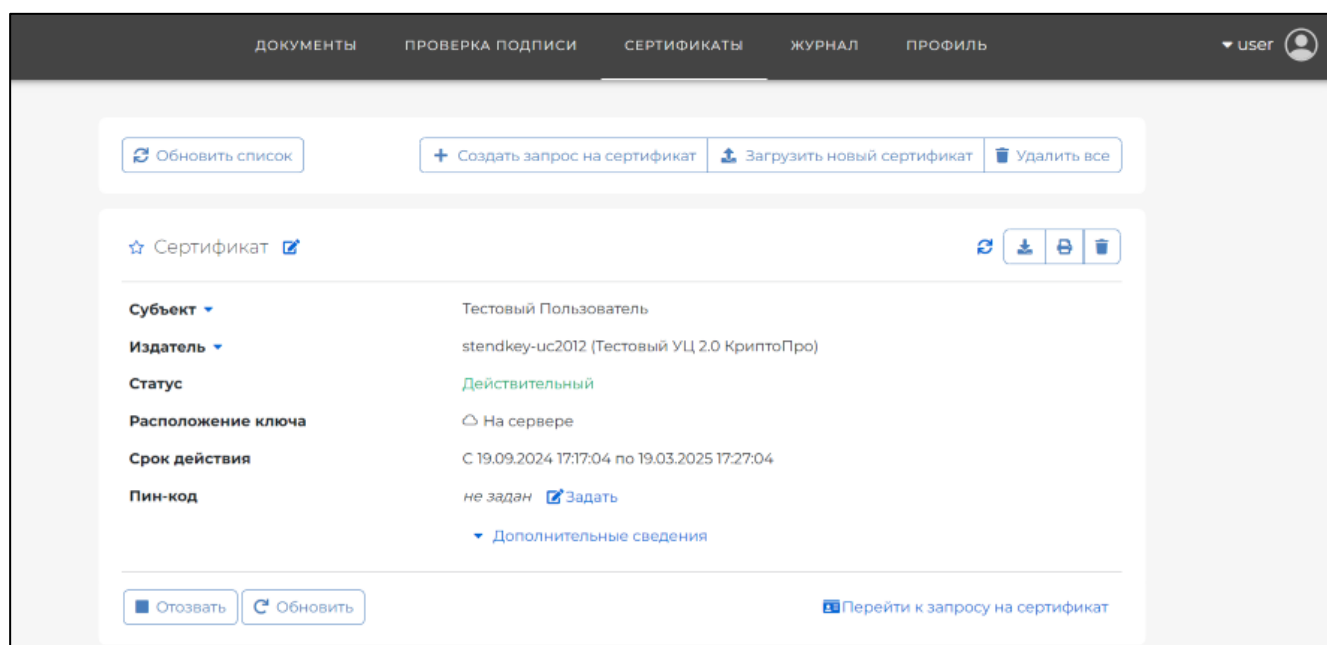 ДОКУМЕНТЫ ПРОВЕРКА ПОДПИСИ СЕРТИФИКАТЫ ЖУРНАЛ ПРОФИЛЬ user
Обновить список Создать запрос на сертификат Загрузить новый сертификат Удалить все
Сертификат
Субъект Тестовый Пользователь
Издатель stendkey-uc2012 (Тестовый УЦ 2.0 КриптоПро)
Статус Действительный
Расположение ключа На сервере
Срок действия С 19.09.2024 17:17:04 по 19.03.2025 17:27:04
Пин-код не задан Задать
Дополнительные сведения
Отозвать Обновить Перейти к запросу на сертификат